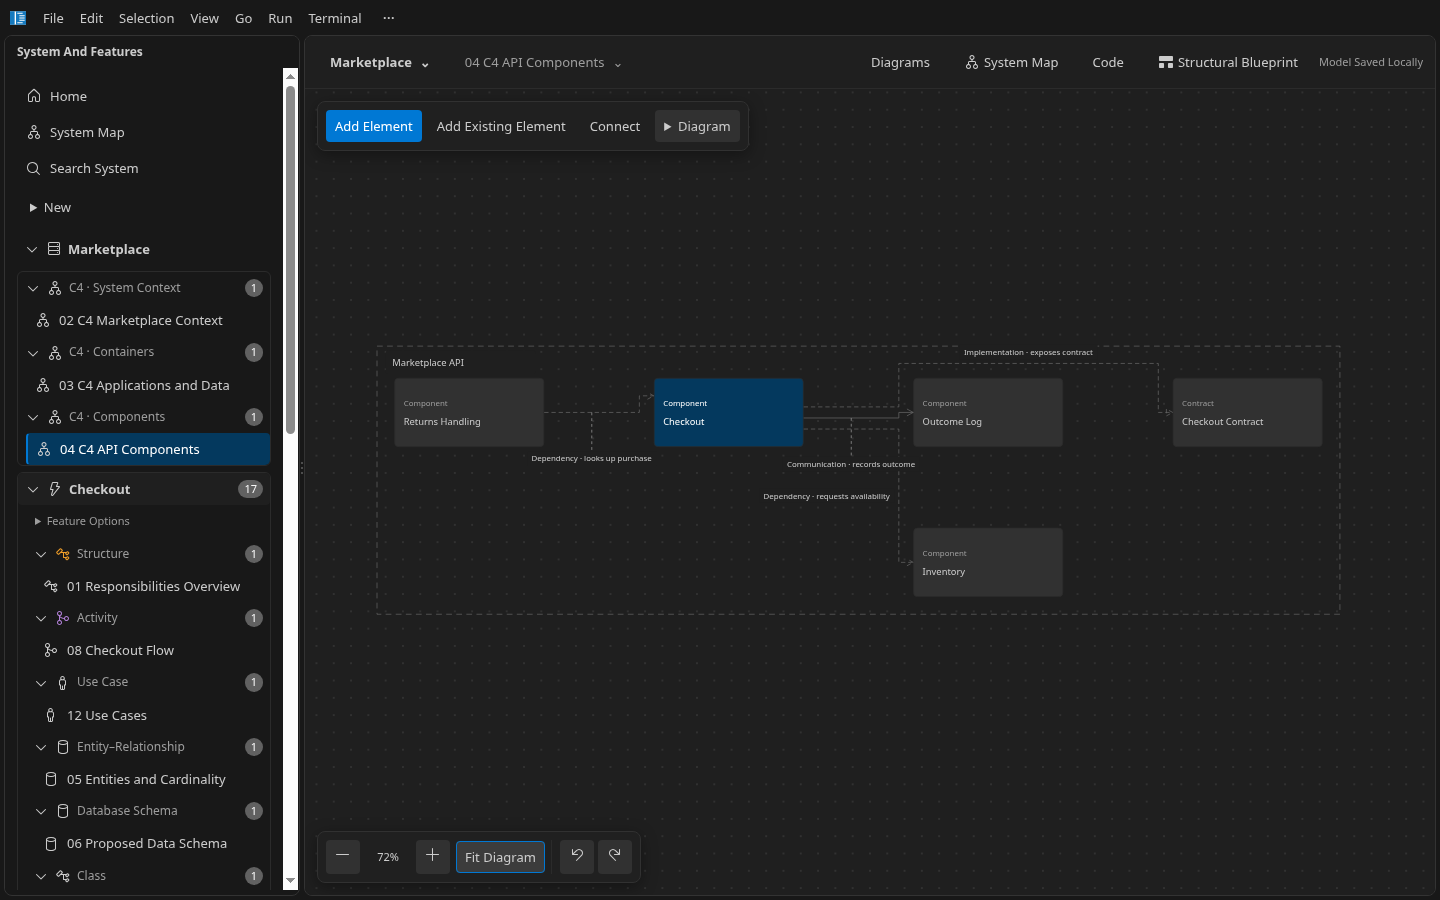 File Edit Selection View Go Run Terminal ···
System And Features
Home
System Map
Search System
New
Marketplace
C4 · System Context 1
02 C4 Marketplace Context
C4 · Containers 1
03 C4 Applications and Data
C4 · Components 1
04 C4 API Components
Checkout 17
Feature Options
Structure 1
01 Responsibilities Overview
Activity 1
08 Checkout Flow
Use Case 1
12 Use Cases
Entity–Relationship 1
05 Entities and Cardinality
Database Schema 1
06 Proposed Data Schema
Class 1
Marketplace 04 C4 API Components Diagrams System Map Code Structural Blueprint Model Saved Locally
Add Element Add Existing Element Connect Diagram
Implementation · exposes contract
Marketplace API
Component
Returns Handling
Component
Checkout
Component
Outcome Log
Contract
Checkout Contract
Dependency · looks up purchase
Communication · records outcome
Dependency · requests availability
Component
Inventory
72% Fit Diagram